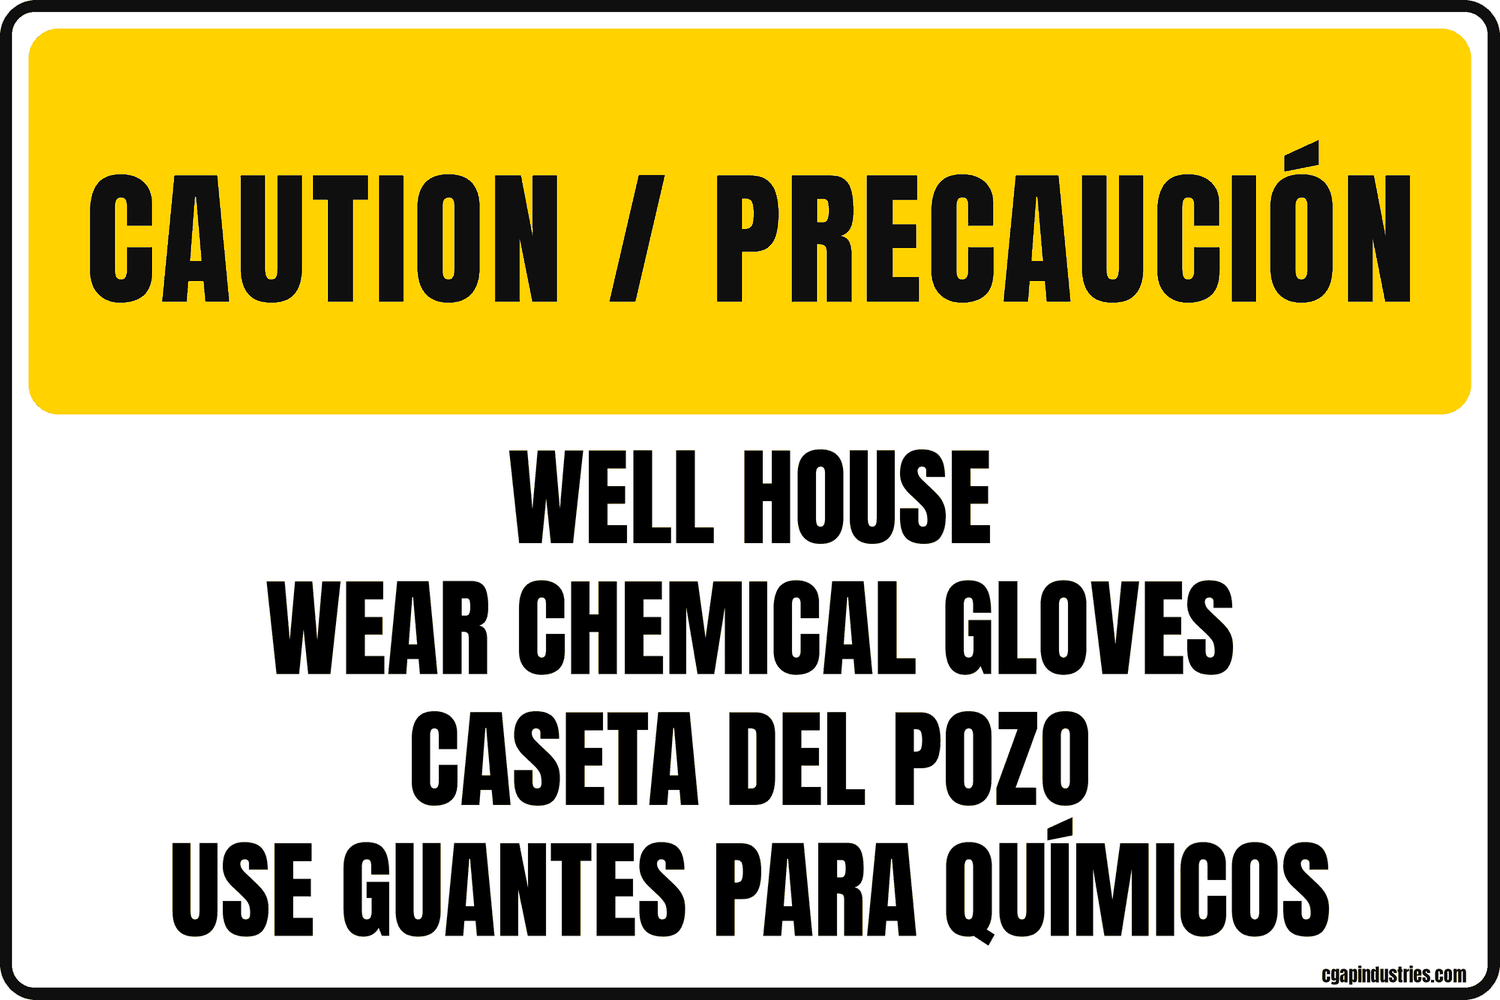 CAUTION / PRECAUCIÓN
WELL HOUSE
WEAR CHEMICAL GLOVES
CASETA DEL POZO
USE GUANTES PARA QUÍMICOS
cgapindustries.com